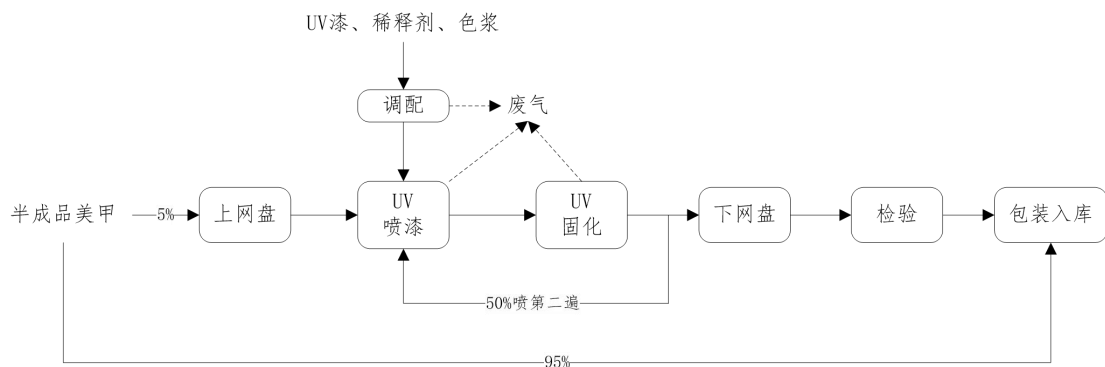 UV漆、稀释剂、色浆
调配
废气
半成品美甲
5%
上网盘
UV
喷漆
UV
固化
下网盘
检验
包装入库
50%喷第二遍
95%